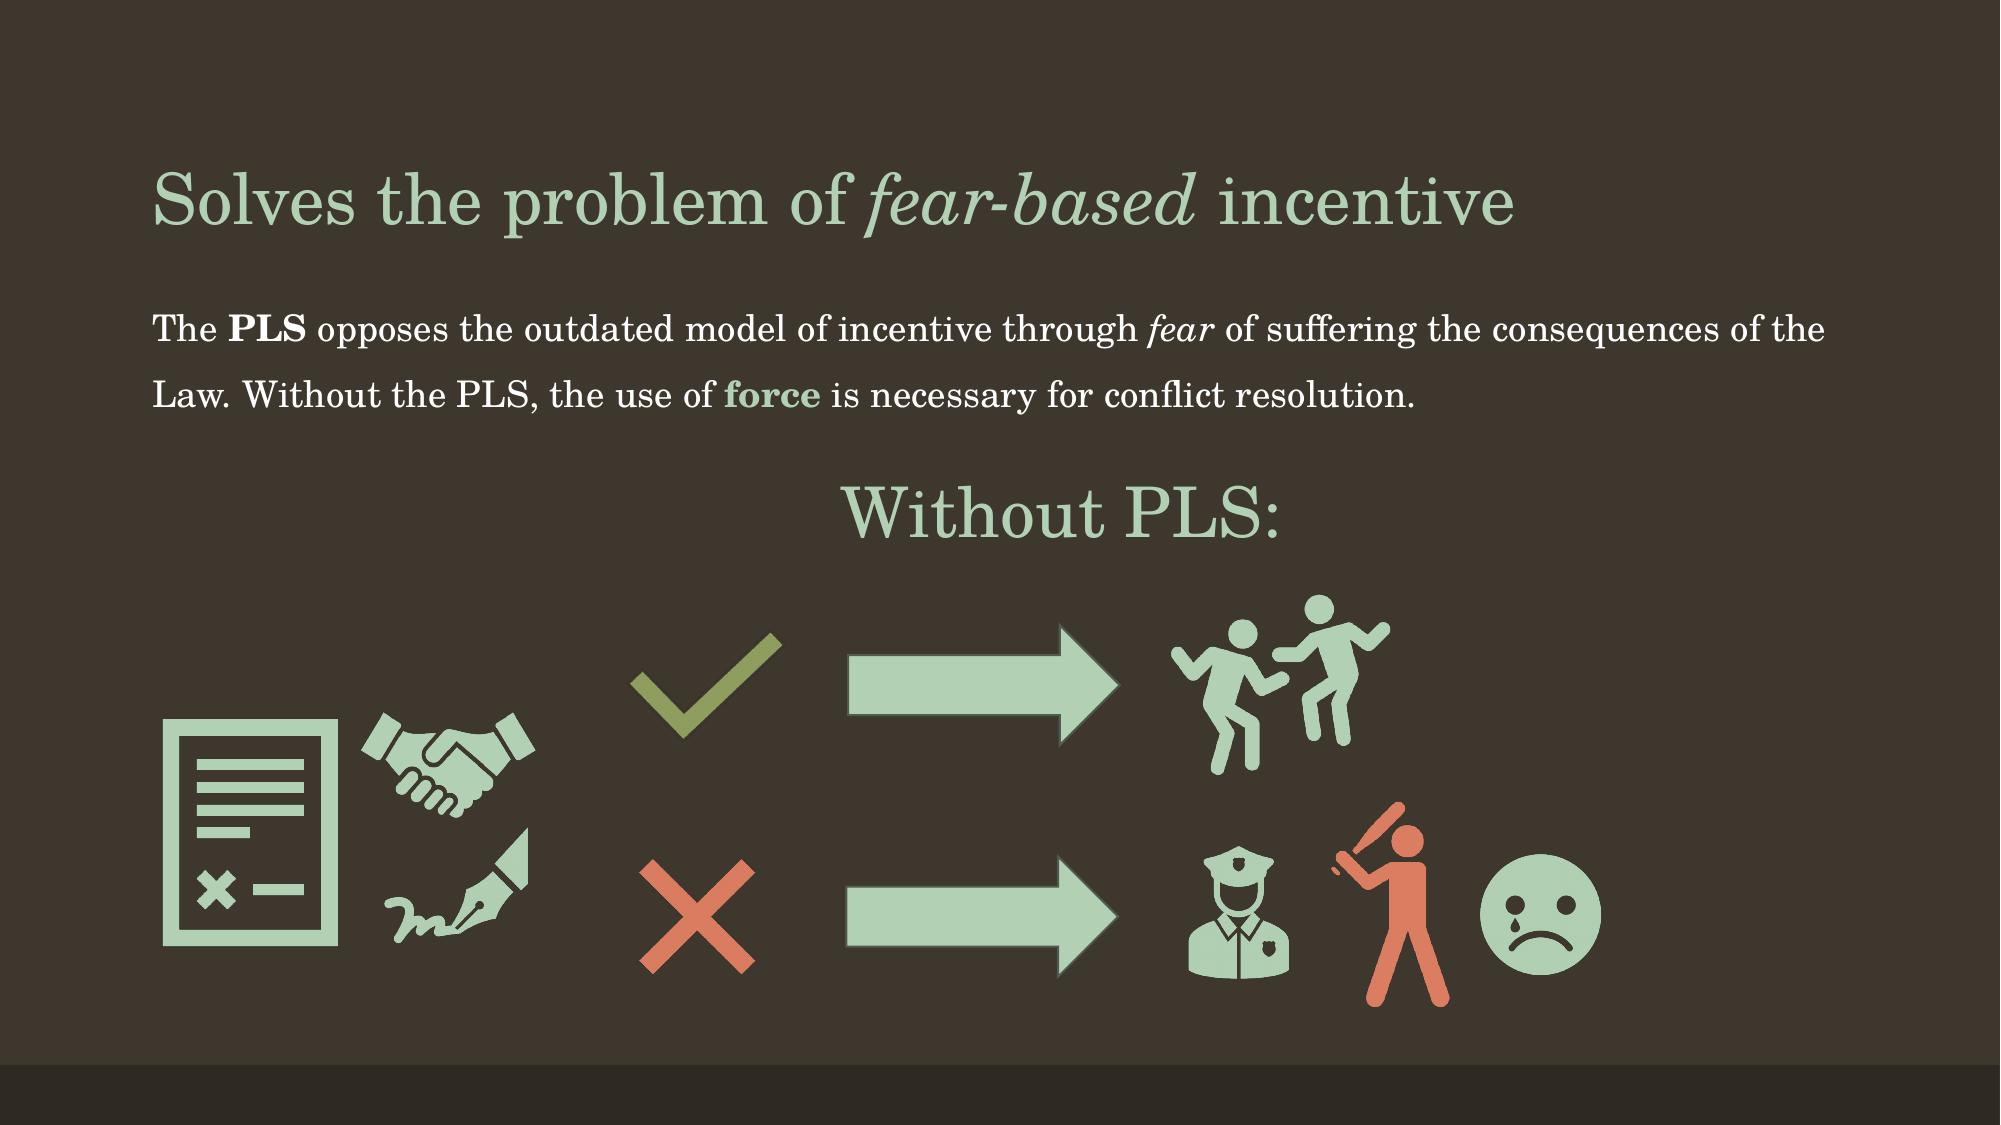 Solves the problem of fear-based incentive
The PLS opposes the outdated model of incentive through fear of suffering the consequences of the
Law. Without the PLS, the use of force is necessary for conflict resolution.
Without PLS: